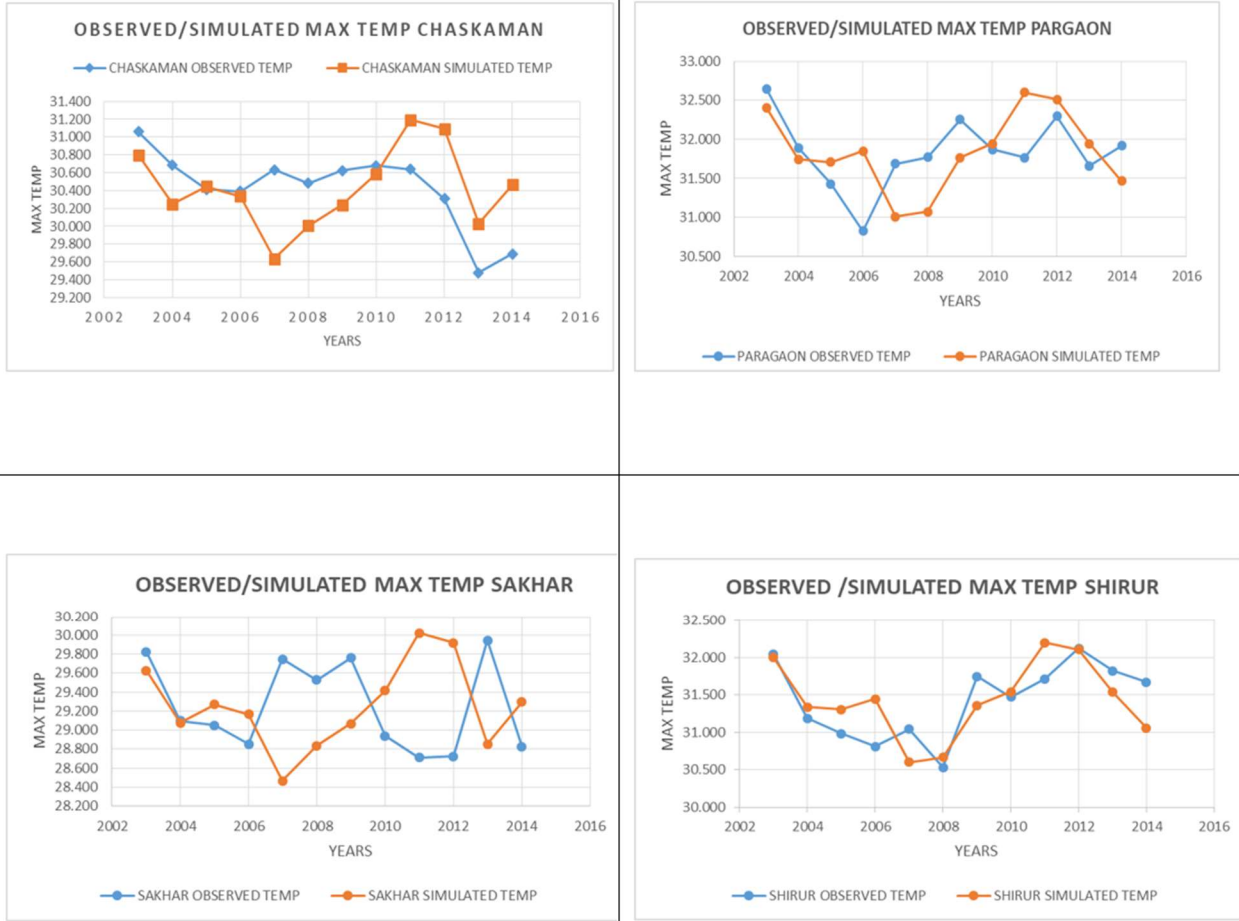 OBSERVED/SIMULATED MAX TEMP CHASKAMAN
CHASKAMAN OBSERVED TEMP CHASKAMAN SIMULATED TEMP
31.400
31.200
31.000
30.800
30.600
30.400
30.200
30.000
29.800
29.600
29.400
29.200
MAX TEMP
2002 2004 2006 2008 2010 2012 2014 2016
YEARS
OBSERVED/SIMULATED MAX TEMP PARGAON
33.000
32.500
32.000
31.500
31.000
30.500
MAX TEMP
2002 2004 2006 2008 2010 2012 2014 2016
YEARS
PARAGAON OBSERVED TEMP PARAGAON SIMULATED TEMP
OBSERVED/SIMULATED MAX TEMP SAKHAR
30.200
30.000
29.800
29.600
29.400
29.200
29.000
28.800
28.600
28.400
28.200
MAX TEMP
2002 2004 2006 2008 2010 2012 2014 2016
YEARS
SAKHAR OBSERVED TEMP SAKHAR SIMULATED TEMP
OBSERVED /SIMULATED MAX TEMP SHIRUR
32.500
32.000
31.500
31.000
30.500
30.000
MAX TEMP
2002 2004 2006 2008 2010 2012 2014 2016
YEARS
SHIRUR OBSERVED TEMP SHIRUR SIMULATED TEMP